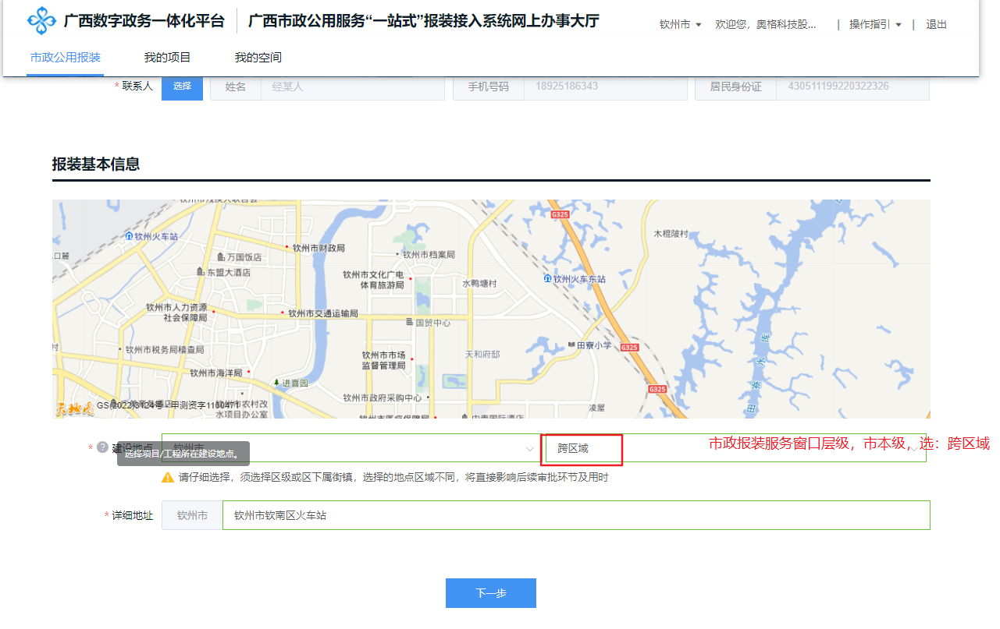 广西数字政务一体化平台
广西市政公用服务“一站式”报装接入系统网上办事大厅
钦州市
欢迎您，奥格科技股...
|
操作指引
|
退出
市政公用报装
我的项目
我的空间
* 联系人
选择
姓名
经某人
手机号码
18925186343
居民身份证
430511199220322326
报装基本信息
G325
木棍陂村
钦州火车站
钦州市财政局
钦州市档案局
口麓
万国饭店
东盟大酒店
钦州市文化广电
体育旅游局
水鸭塘村
钦州火车东站
钦州市人力资源
社会保障局
钦州市交通运输局
国贸中心
田寮小学
G325
村
钦州市税务局稽查局
钦州市市场
监督管理局
天和府邸
库
水
寮
田
钦州市海洋局
进喜园
G325
钦州市政府采购中心
凌屋
天地图
GS(2022)3124号 - 甲测资字1100471
市农村改
水项目办公室
* 建设地点
钦州市
选择项目/工程所在建设地点。
跨区域
市政报装服务窗口层级，市本级，选：跨区域
请仔细选择，须选择区级或区下属街镇，选择的地点区域不同，将直接影响后续审批环节及用时
* 详细地址
钦州市
钦州市钦南区火车站
下一步